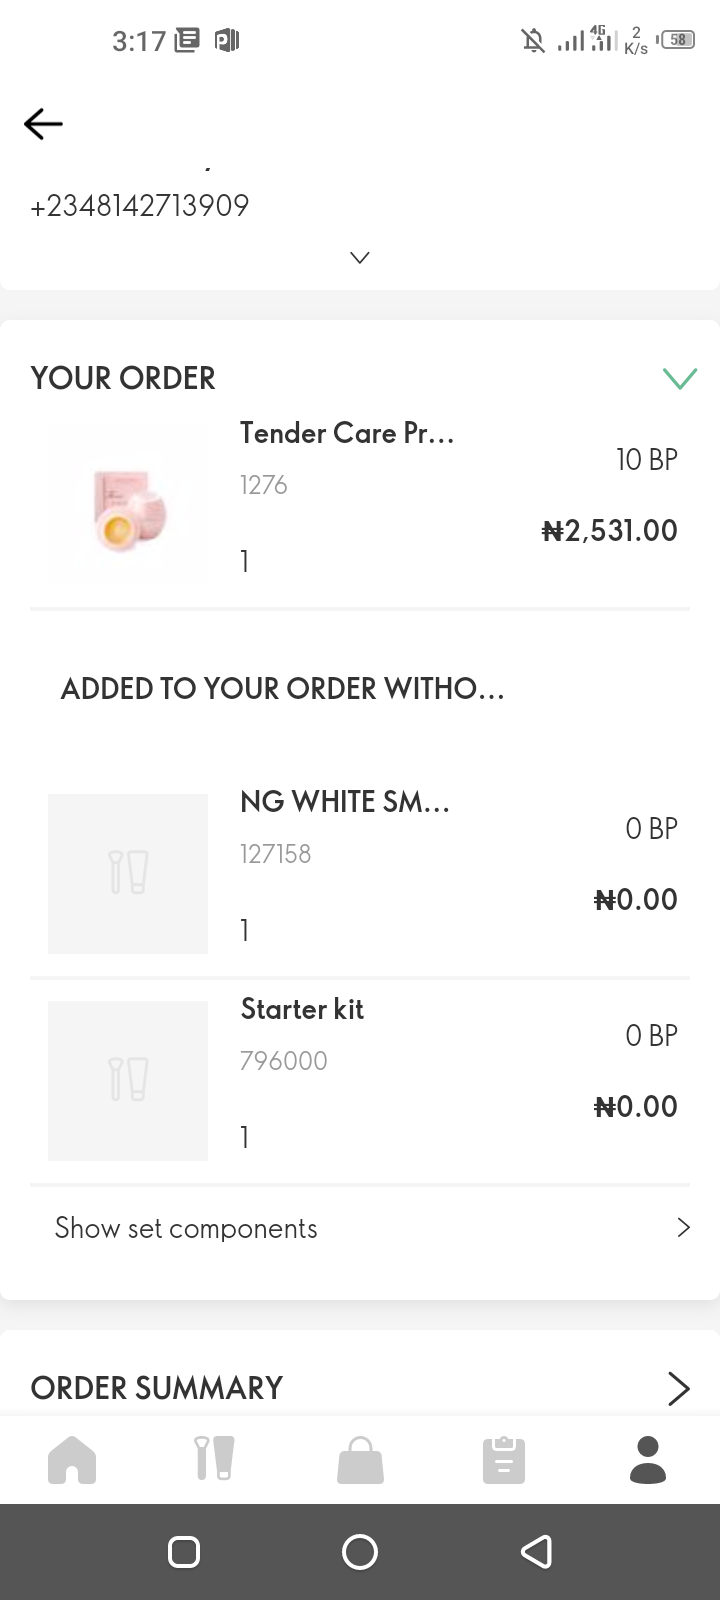 3:17
4G
2
K/s
58
+2348142713909
YOUR ORDER
Tender Care Pr...
1276
10 BP
₦2,531.00
1
ADDED TO YOUR ORDER WITHO...
NG WHITE SM...
127158
0 BP
₦0.00
1
Starter kit
796000
0 BP
₦0.00
1
Show set components
ORDER SUMMARY